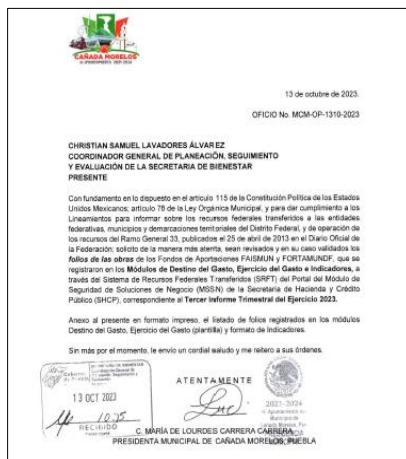 CAÑADA MORELOS
H. AYUNTAMIENTO 2021-2024
13 de octubre de 2023.
OFICIO No. MCM-OP-1310-2023
CHRISTIAN SAMUEL LAVADORES ÁLVAREZ
COORDINADOR GENERAL DE PLANEACIÓN, SEGUIMIENTO
Y EVALUACIÓN DE LA SECRETARIA DE BIENESTAR
PRESENTE
Con fundamento en lo dispuesto en el artículo 115 de la Constitución Política de los Estados
Unidos Mexicanos; artículo 78 de la Ley Orgánica Municipal, y para dar cumplimiento a los
Lineamientos para informar sobre los recursos federales transferidos a las entidades
federativas, municipios y demarcaciones territoriales del Distrito Federal, y de operación de
los recursos del Ramo General 33, publicados el 25 de abril de 2013 en el Diario Oficial de
la Federación; solicito de la manera más atenta, sean revisados y en su caso validados los
folios de las obras de los Fondos de Aportaciones FAISMUN y FORTAMUNDF, que se
registraron en los Módulos de Destino del Gasto, Ejercicio del Gasto e Indicadores, a
través del Sistema de Recursos Federales Transferidos (SRFT) del Portal del Módulo de
Seguridad de Soluciones de Negocio (MSSN) de la Secretaría de Hacienda y Crédito
Público (SHCP), correspondiente al Tercer Informe Trimestral del Ejercicio 2023.
Anexo al presente en formato impreso, el listado de folios registrados en los módulos
Destino del Gasto, Ejercicio del Gasto (plantilla) y formato de Indicadores.
Sin más por el momento, le envío un cordial saludo y me reitero a sus órdenes.
ATENTAMENTE
13 OCT 2023
10:25
RECIBIDO
2021-2024
C. MARÍA DE LOURDES CARRERA CARRERA
PRESIDENTA MUNICIPAL DE CAÑADA MORELOS, PUEBLA